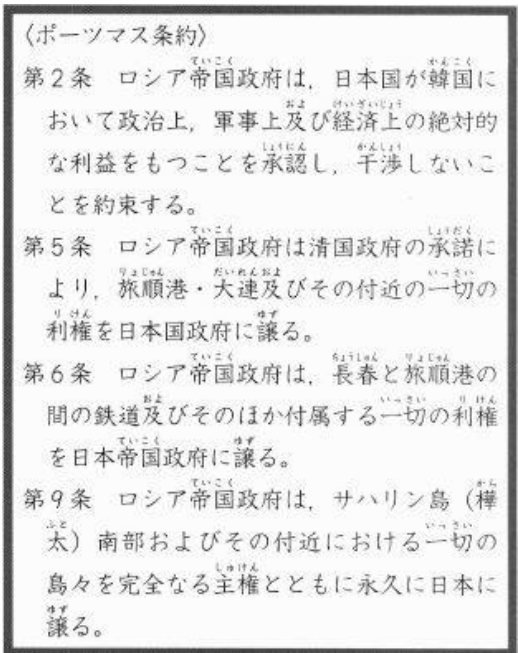 〈ポーツマス条約〉
第2条　ロシア帝国政府は，日本国が韓国に
おいて政治上，軍事上及び経済上の絶対的
な利益をもつことを承認し，干渉しないこ
とを約束する。
第5条　ロシア帝国政府は清国政府の承諾に
より，旅順港・大連及びその付近の一切の
利権を日本国政府に譲る。
第6条　ロシア帝国政府は，長春と旅順港の
間の鉄道及びそのほか付属する一切の利権
を日本帝国政府に譲る。
第9条　ロシア帝国政府は，サハリン島（樺
太）南部およびその付近における一切の
島々を完全なる主権とともに永久に日本に
譲る。